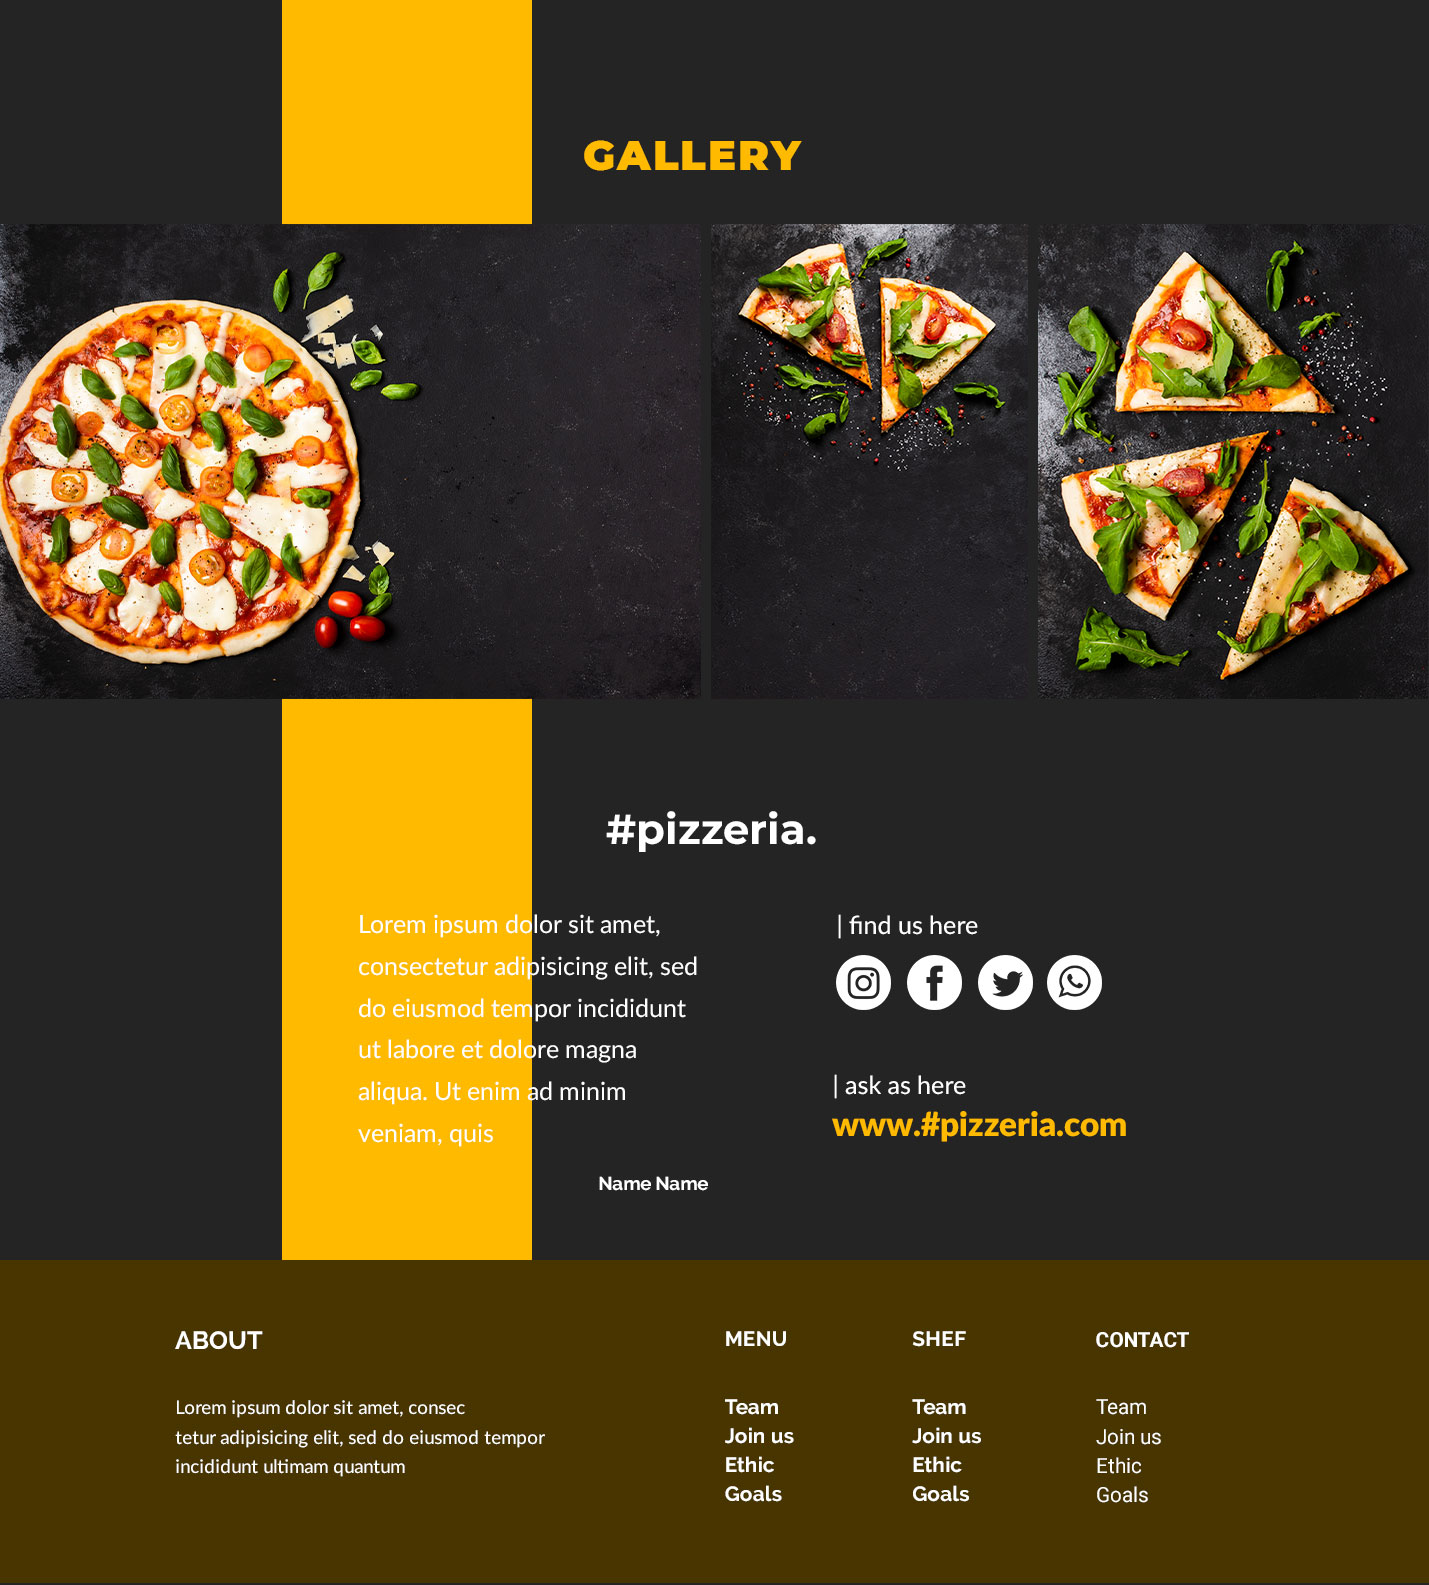 GALLERY
#pizzeria.
Lorem ipsum dolor sit amet,
consectetur adipisicing elit, sed
do eiusmod tempor incididunt
ut labore et dolore magna
aliqua. Ut enim ad minim
veniam, quis
Name Name
| find us here
| ask as here
www.#pizzeria.com
ABOUT
Lorem ipsum dolor sit amet, consec
tetur adipisicing elit, sed do eiusmod tempor
incididunt ultimam quantum
MENU
Team
Join us
Ethic
Goals
SHEF
Team
Join us
Ethic
Goals
CONTACT
Team
Join us
Ethic
Goals